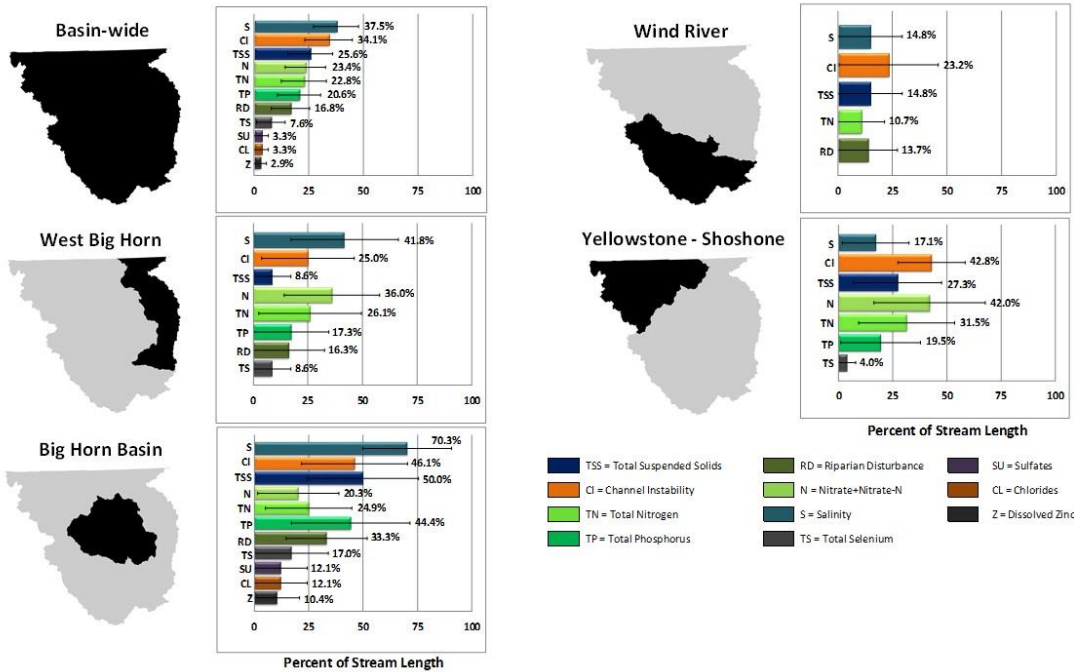 Basin-wide
S 37.5%
CI 34.1%
TSS 25.6%
N 23.4%
TN 22.8%
TP 20.6%
RD 16.8%
TS 7.6%
SU 3.3%
CL 3.3%
Z 2.9%
0 25 50 75 100
West Big Horn
S 41.8%
CI 25.0%
TSS 8.6%
N 36.0%
TN 26.1%
TP 17.3%
RD 16.3%
TS 8.6%
0 25 50 75 100
Big Horn Basin
S 70.3%
CI 46.1%
TSS 50.0%
N 20.3%
TN 24.9%
TP 44.4%
RD 33.3%
TS 17.0%
SU 12.1%
CL 12.1%
Z 10.4%
0 25 50 75 100
Percent of Stream Length
Wind River
S 14.8%
CI 23.2%
TSS 14.8%
TN 10.7%
RD 13.7%
0 25 50 75 100
Yellowstone - Shoshone
S 17.1%
CI 42.8%
TSS 27.3%
N 42.0%
TN 31.5%
TP 19.5%
TS 4.0%
0 25 50 75 100
Percent of Stream Length
TSS = Total Suspended Solids
CI = Channel Instability
TN = Total Nitrogen
TP = Total Phosphorus
RD = Riparian Disturbance
N = Nitrate+Nitrate-N
S = Salinity
TS = Total Selenium
SU = Sulfates
CL = Chlorides
Z = Dissolved Zinc